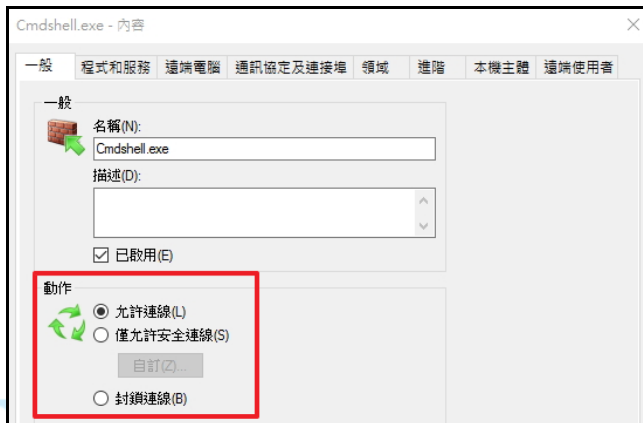 Cmdshell.exe - 內容
一般 程式和服務 遠端電腦 通訊協定及連接埠 領域 進階 本機主體 遠端使用者
一般
名稱(N):
Cmdshell.exe
描述(D):
已啟用(E)
動作
允許連線(L)
僅允許安全連線(S)
自訂(Z)...
封鎖連線(B)